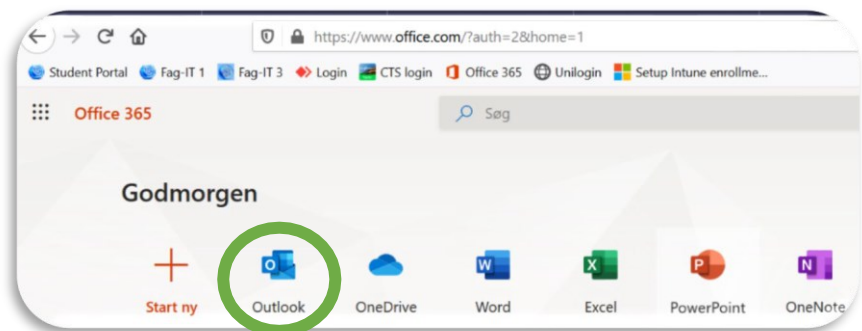 https://www.office.com/?auth=2&home=1
Student Portal Fag-IT 1 Fag-IT 3 Login CTS login Office 365 Unilogin Setup Intune enrollme...
Office 365 Søg
Godmorgen
Start ny Outlook OneDrive Word Excel PowerPoint OneNote